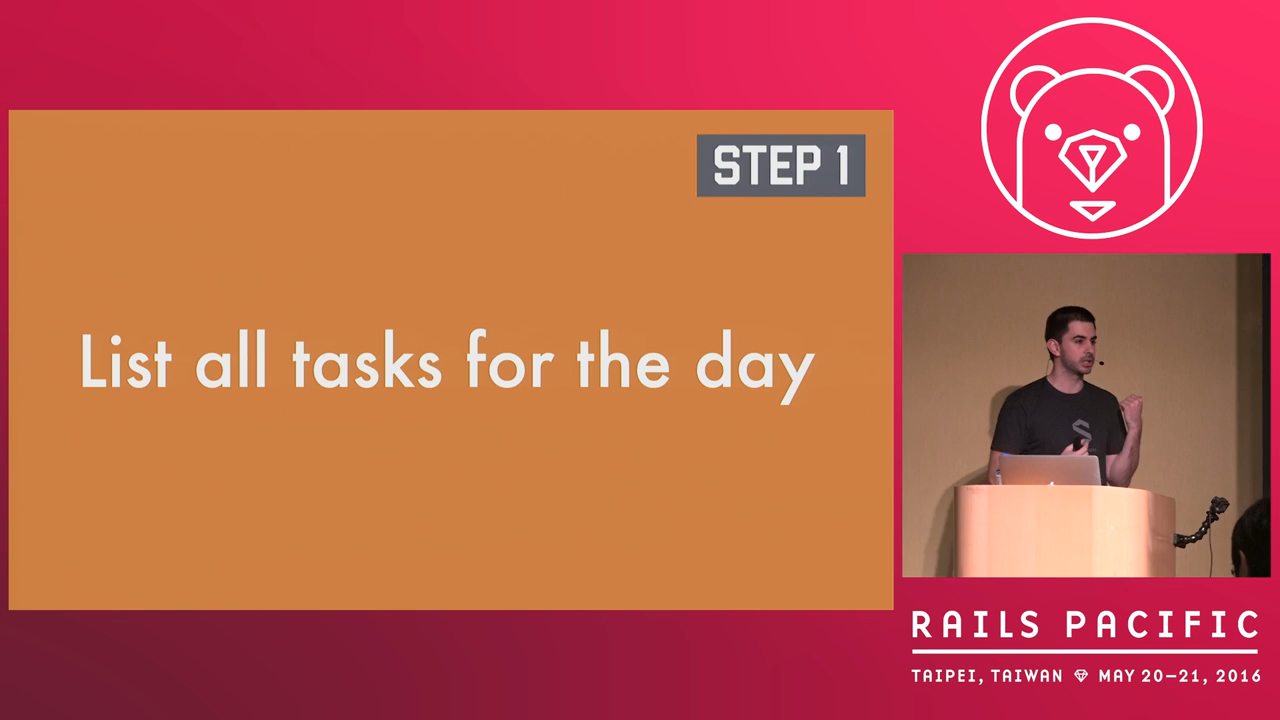 STEP 1
List all tasks for the day
RAILS PACIFIC
TAIPEI, TAIWAN MAY 20–21, 2016